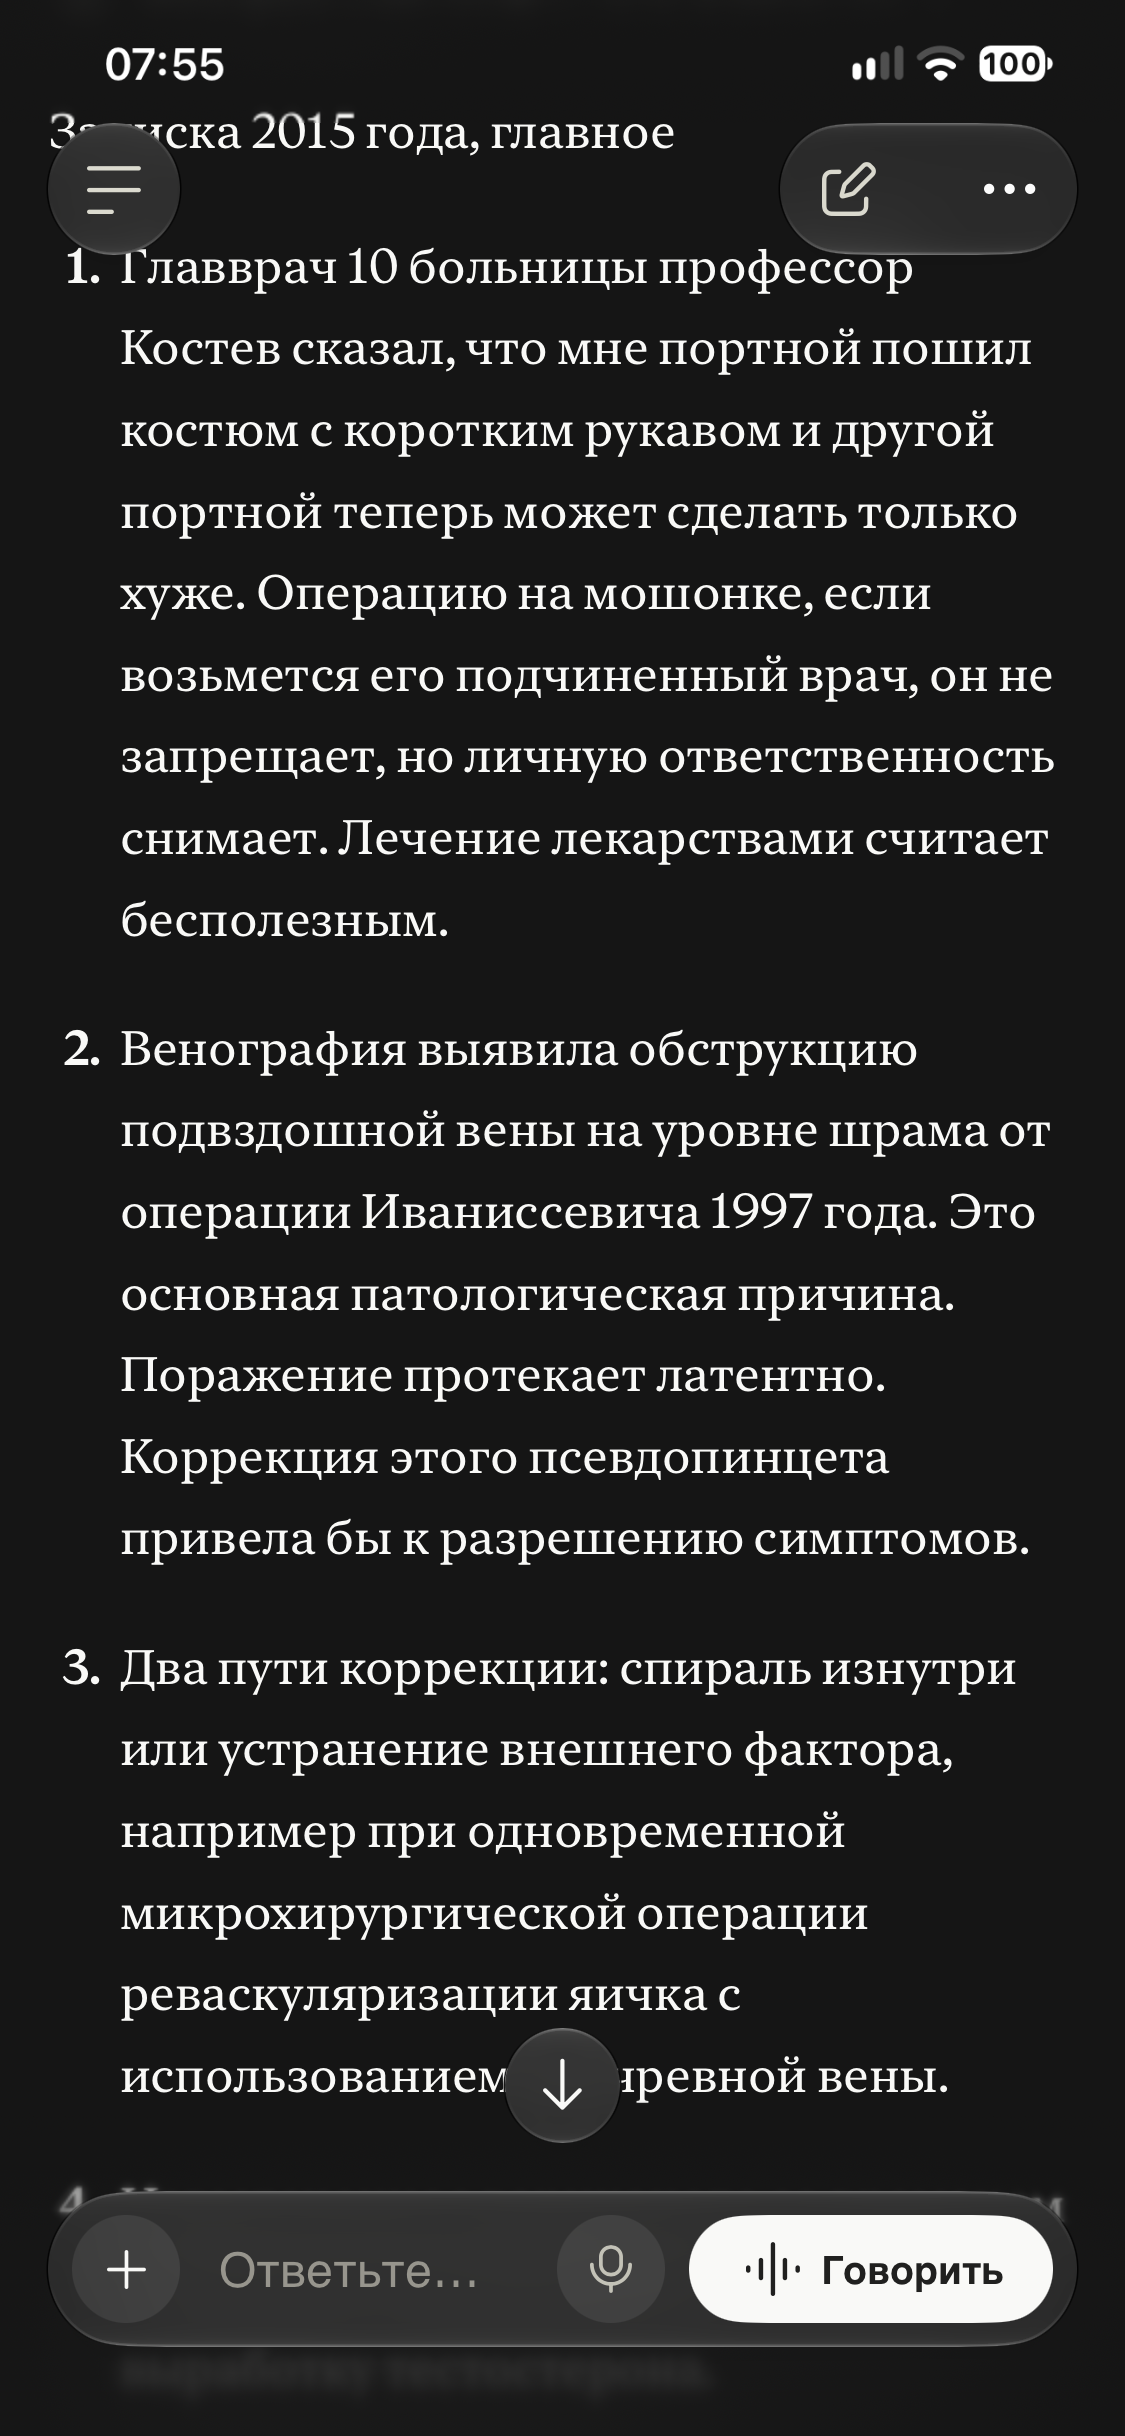 07:55
100
2015 года, главное
1. Главврач 10 больницы профессор
Костев сказал, что мне портной пошил
костюм с коротким рукавом и другой
портной теперь может сделать только
хуже. Операцию на мошонке, если
возьмется его подчиненный врач, он не
запрещает, но личную ответственность
снимает. Лечение лекарствами считает
бесполезным.
2. Венография выявила обструкцию
подвздошной вены на уровне шрама от
операции Иваниссевича 1997 года. Это
основная патологическая причина.
Поражение протекает латентно.
Коррекция этого псевдопинцета
привела бы к разрешению симптомов.
3. Два пути коррекции: спираль изнутри
или устранение внешнего фактора,
например при одновременной
микрохирургической операции
реваскуляризации яичка с
использованием вены.
4.
Ответьте...
Говорить
выработку тестостерона.